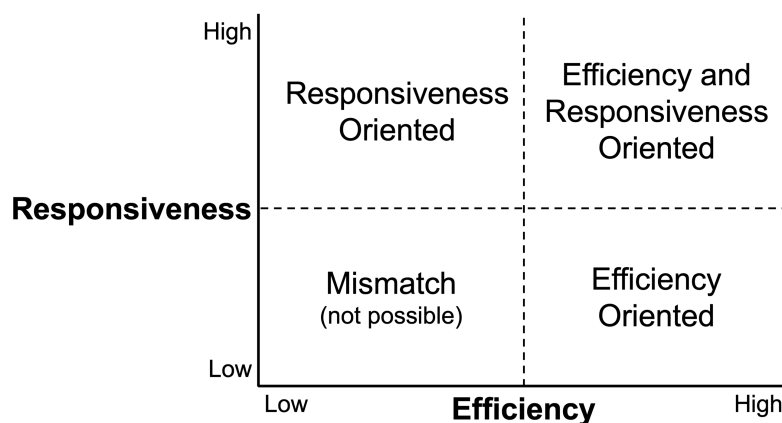 High
Responsiveness
Oriented
Efficiency and
Responsiveness
Oriented
Responsiveness
Mismatch
(not possible)
Efficiency
Oriented
Low
Low
Efficiency
High